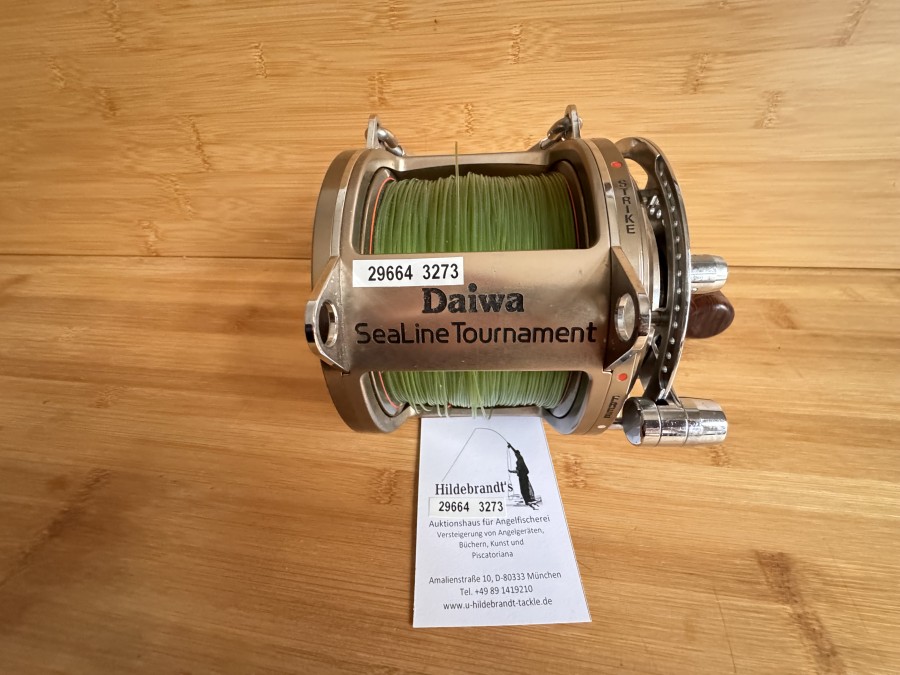 STRIKE
29664 3273
Daiwa
SeaLine Tournament
Hildebrandt's
29664 3273
Auktionshaus für Angelfischerei
Versteigerung von Angelgeräten,
Büchern, Kunst und
Piscatoriana
Amalienstraße 10, D-80333 München
Tel. +49 89 1419210
www.u-hildebrandt-tackle.de